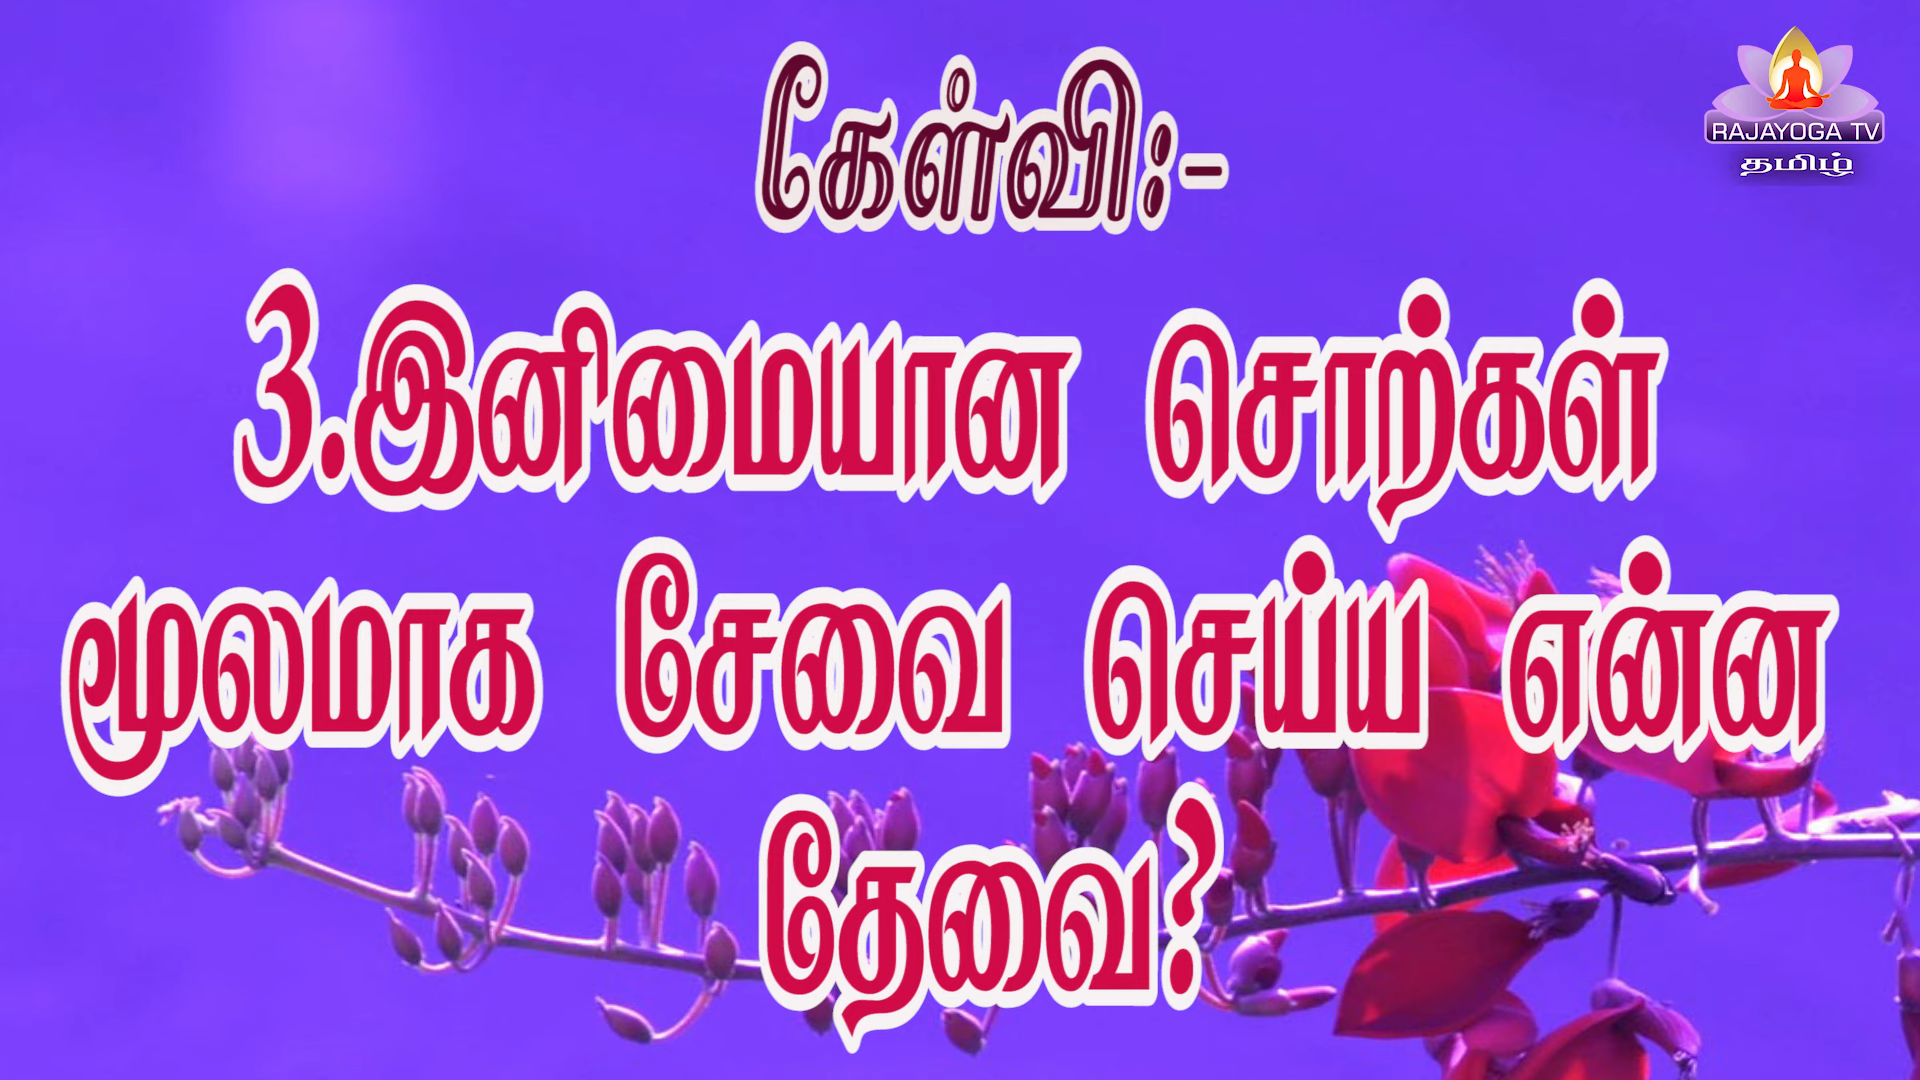 கேள்வி:-
RAJAYOGA TV
தமிழ்
3.இனிமையான சொற்கள்
மூலமாக சேவை செய்ய என்ன
தேவை?